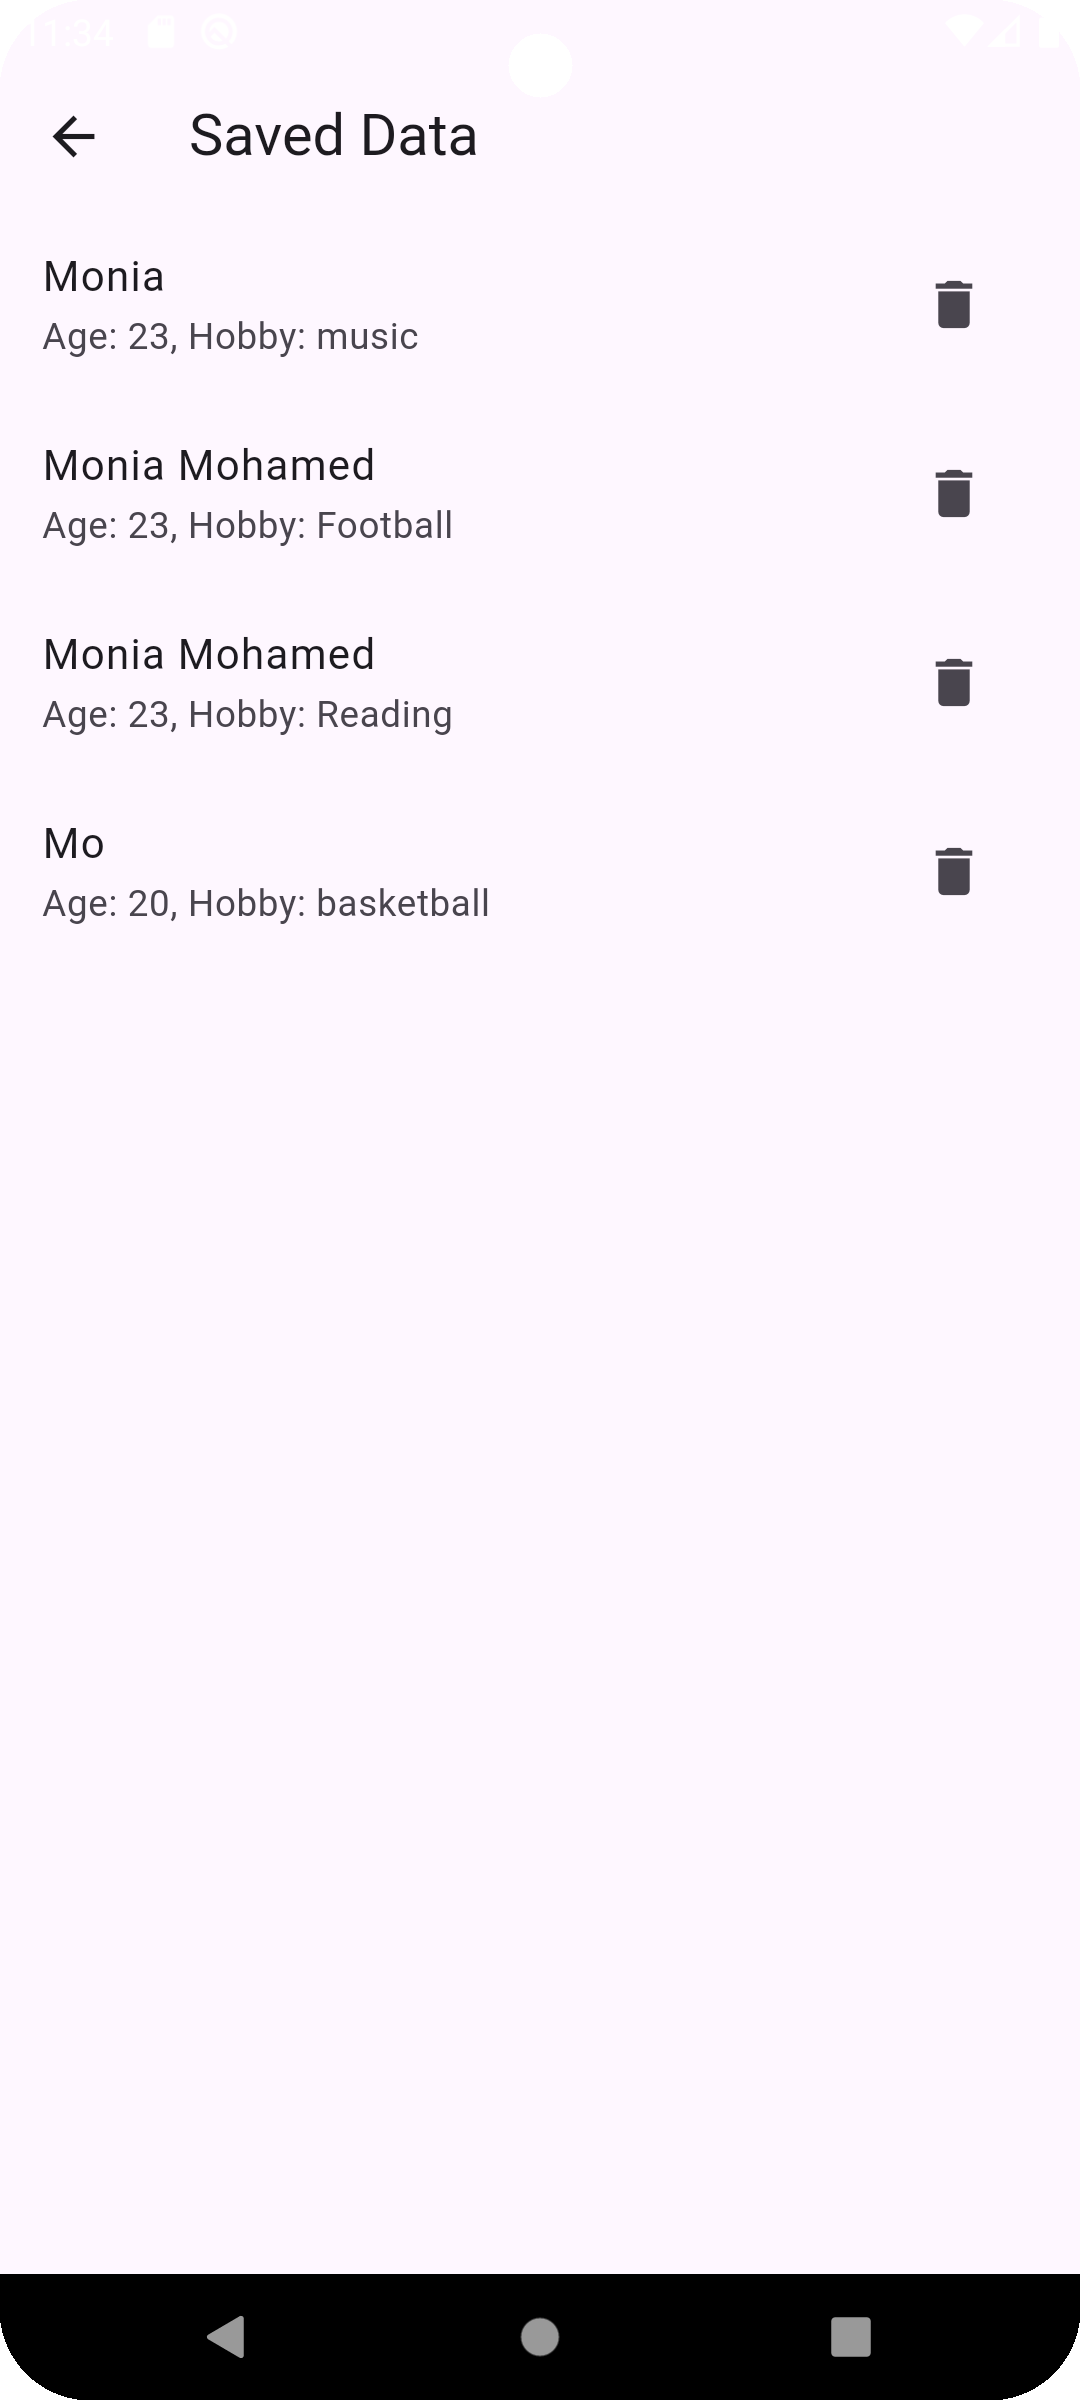 11:34
Saved Data
Monia
Age: 23, Hobby: music
Monia Mohamed
Age: 23, Hobby: Football
Monia Mohamed
Age: 23, Hobby: Reading
Mo
Age: 20, Hobby: basketball